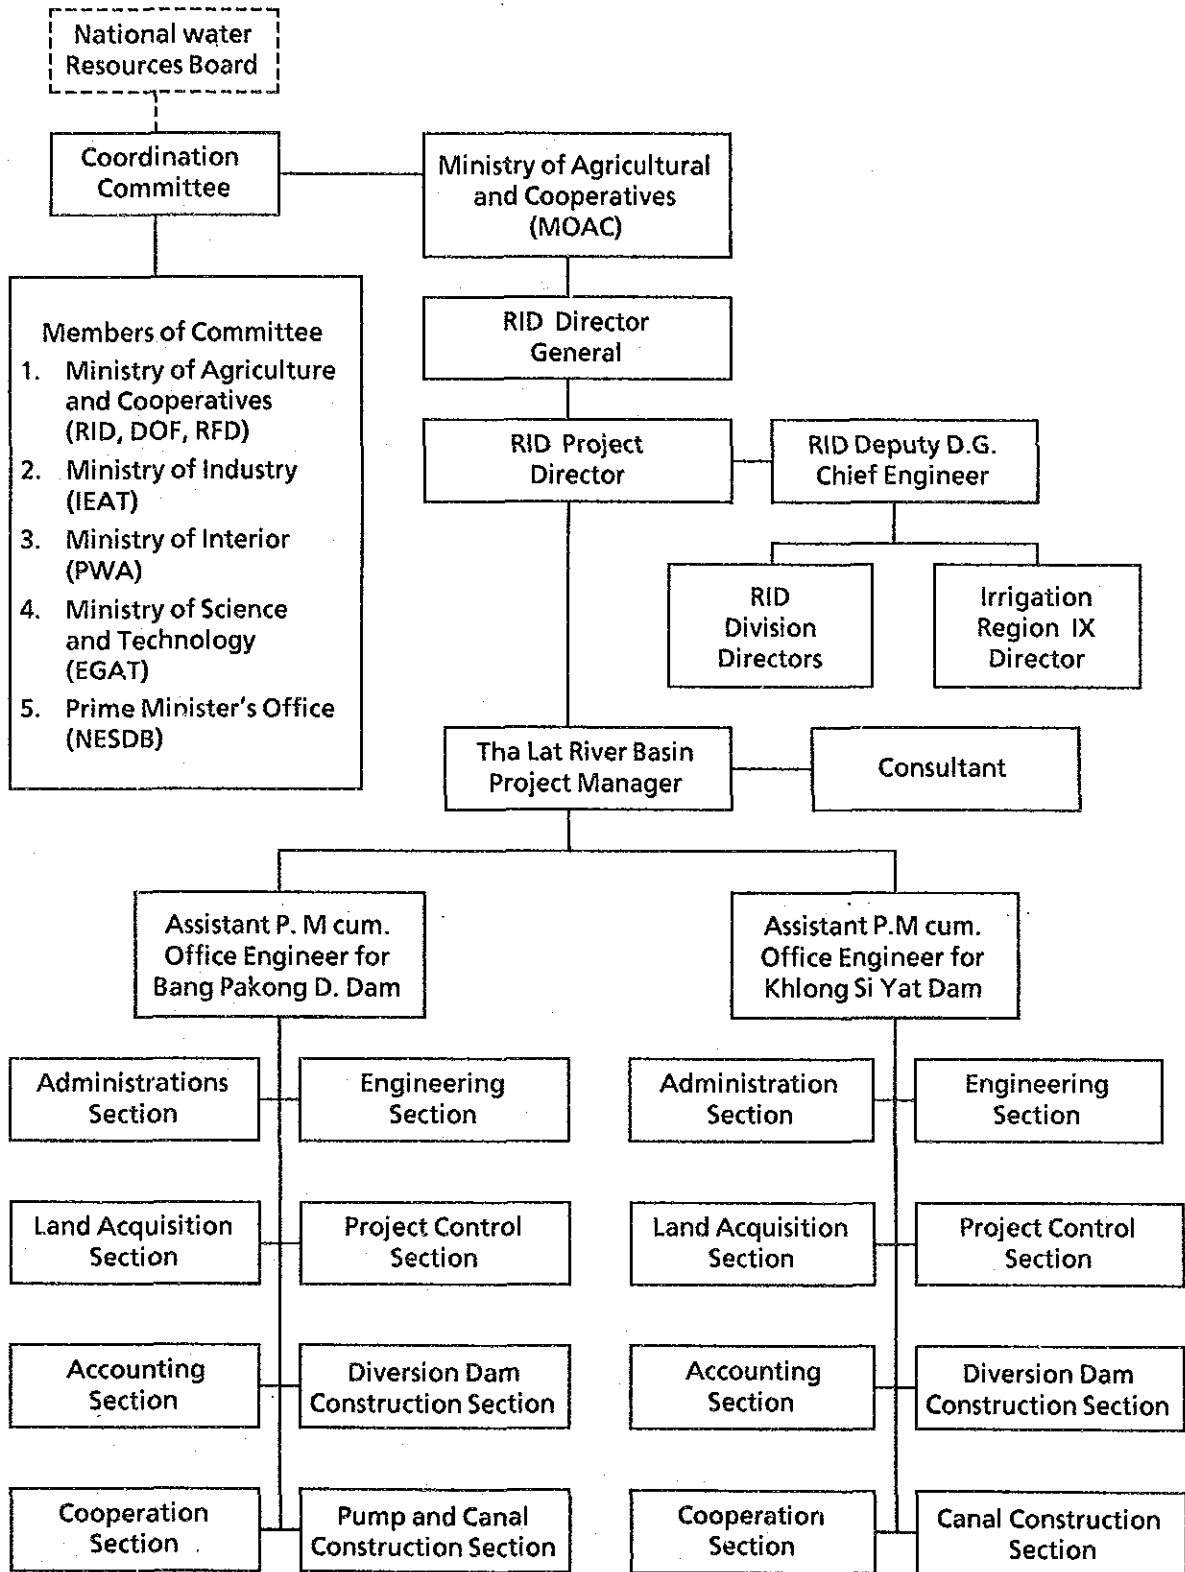 National water
Resources Board
Coordination
Committee
Ministry of Agricultural
and Cooperatives
(MOAC)
Members of Committee
1. Ministry of Agriculture
and Cooperatives
(RID, DOF, RFD)
2. Ministry of Industry
(IEAT)
3. Ministry of Interior
(PWA)
4. Ministry of Science
and Technology
(EGAT)
5. Prime Minister's Office
(NESDB)
RID Director
General
RID Project
Director
RID Deputy D.G.
Chief Engineer
RID
Division
Directors
Irrigation
Region IX
Director
Tha Lat River Basin
Project Manager
Consultant
Assistant P. M cum.
Office Engineer for
Bang Pakong D. Dam
Assistant P.M cum.
Office Engineer for
Khlong Si Yat Dam
Administrations
Section
Engineering
Section
Administration
Section
Engineering
Section
Land Acquisition
Section
Project Control
Section
Land Acquisition
Section
Project Control
Section
Accounting
Section
Diversion Dam
Construction Section
Accounting
Section
Diversion Dam
Construction Section
Cooperation
Section
Pump and Canal
Construction Section
Cooperation
Section
Canal Construction
Section